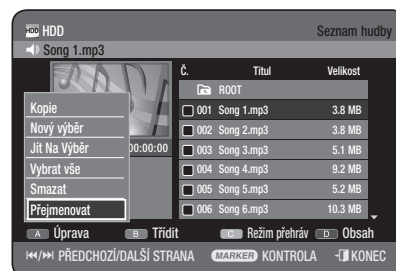 HDD HDD Seznam hudby
Song 1.mp3
Č. Titul Velikost
ROOT
001 Song 1.mp3 3.8 MB
002 Song 2.mp3 3.8 MB
003 Song 3.mp3 5.1 MB
004 Song 4.mp3 9.2 MB
005 Song 5.mp3 5.2 MB
006 Song 6.mp3 10.3 MB
00:00:00
Kopie
Nový výběr
Jít Na Výběr
Vybrat vše
Smazat
Přejmenovat
A Úprava B Třídit C Režim přehráv D Obsah
PŘEDCHOZÍ/DALŠÍ STRANA MARKER KONTROLA KONEC